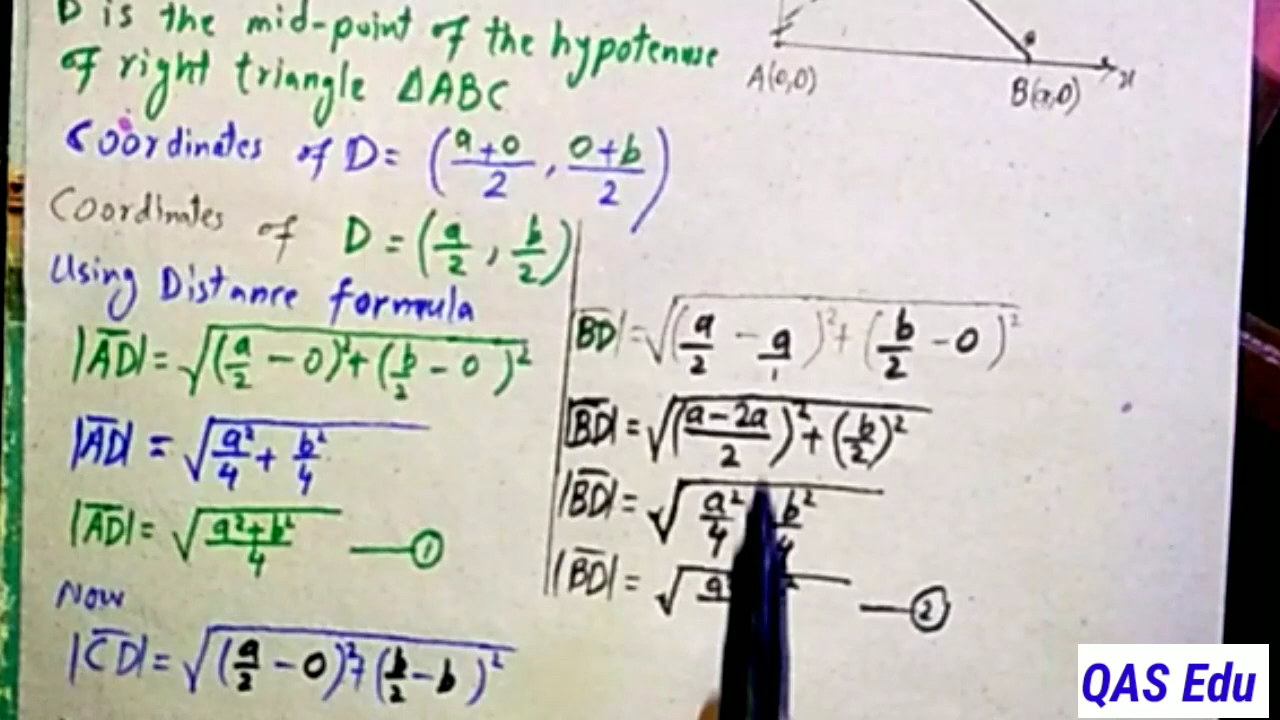 D is the mid-point of the hypotenuse
of right triangle ΔABC
A(0,0)
B(a,0)
x
Coordinates of D = (a+0/2, 0+b/2)
Coordinates of D = (a/2, b/2)
Using Distance formula
|AD| = √(a/2 - 0)² + (b/2 - 0)²
|AD| = √a²/4 + b²/4
|AD| = √a²+b²/4 — ①
Now
|CD| = √(a/2 - 0)² + (b/2 - b)²
|BD| = √(a/2 - a/1)² + (b/2 - 0)²
|BD| = √(a-2a/2)² + (b/2)²
|BD| = √a²/4 b²/4
|BD| = √ — ②
QAS Edu